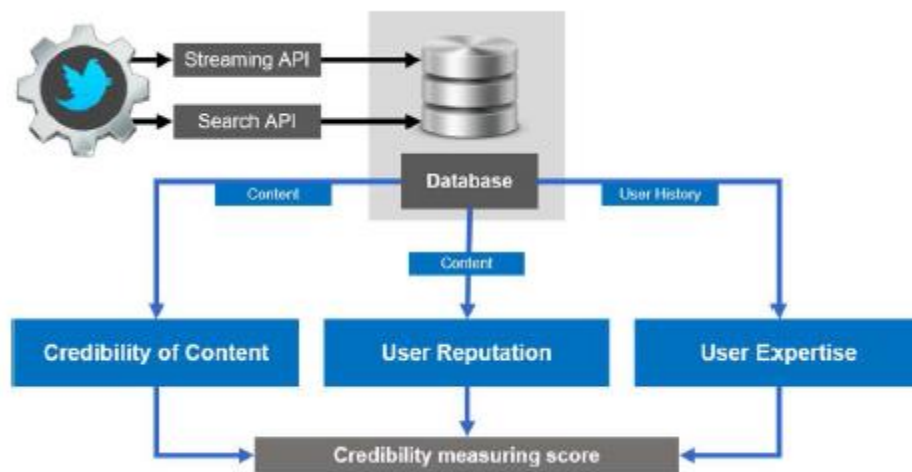 Streaming API
Search API
Database
Content
User History
Content
Credibility of Content
User Reputation
User Expertise
Credibility measuring score